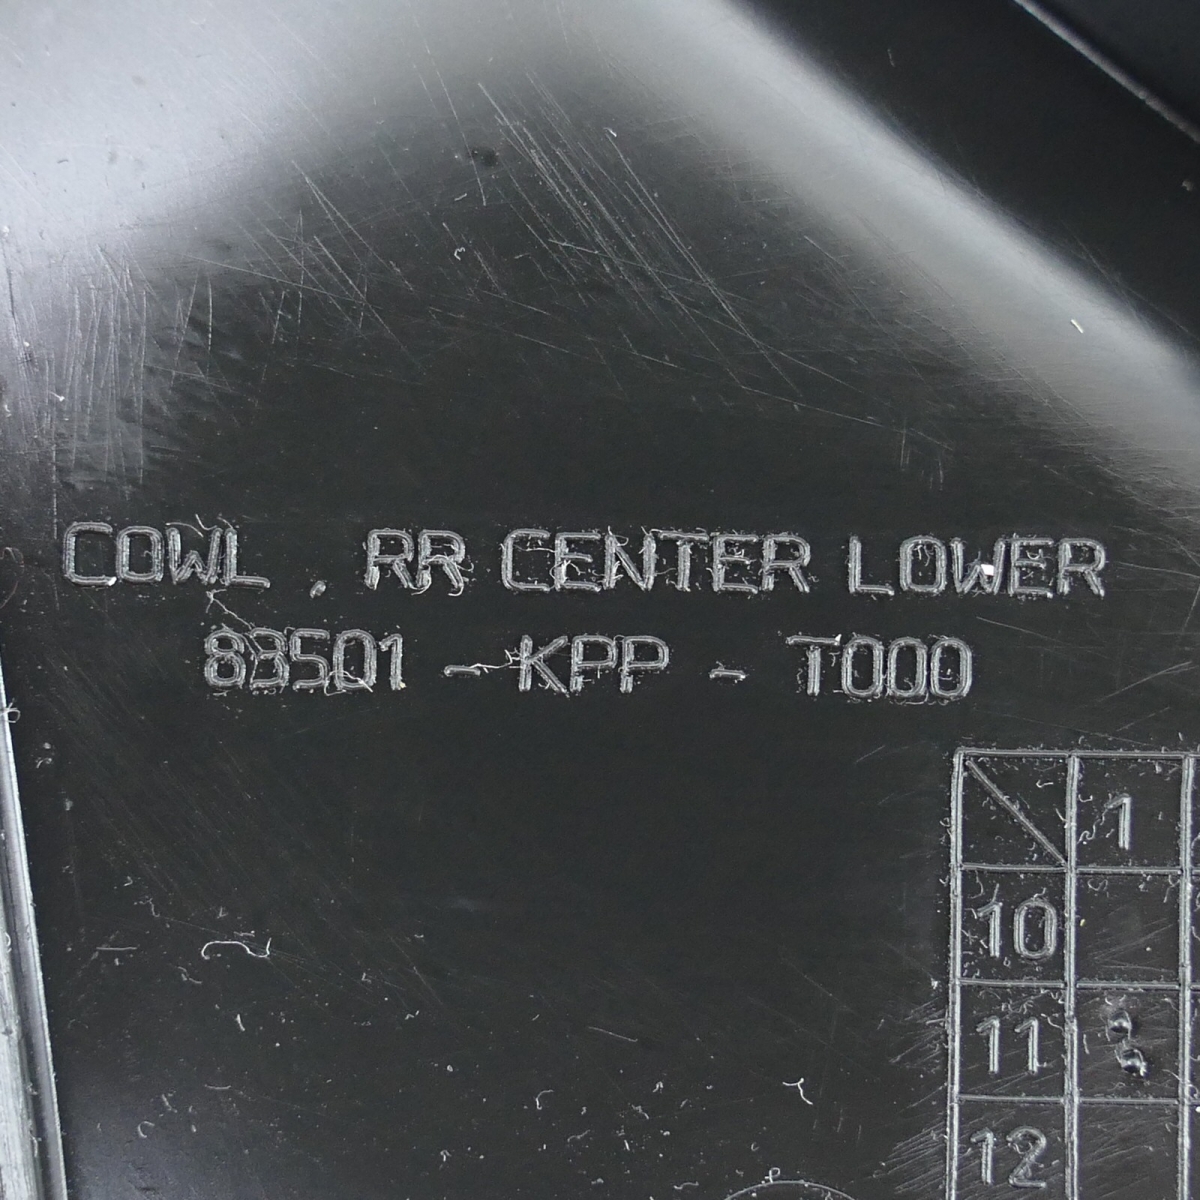 COWL . RR CENTER LOWER
83501 - KPP - T000
1
10
11
12